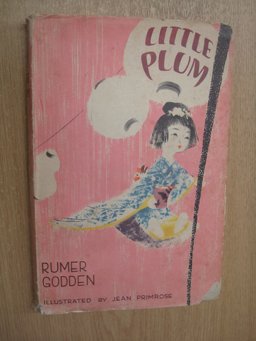 LITTLE
PLUM
RUMER
GODDEN
ILLUSTRATED BY JEAN PRIMROSE